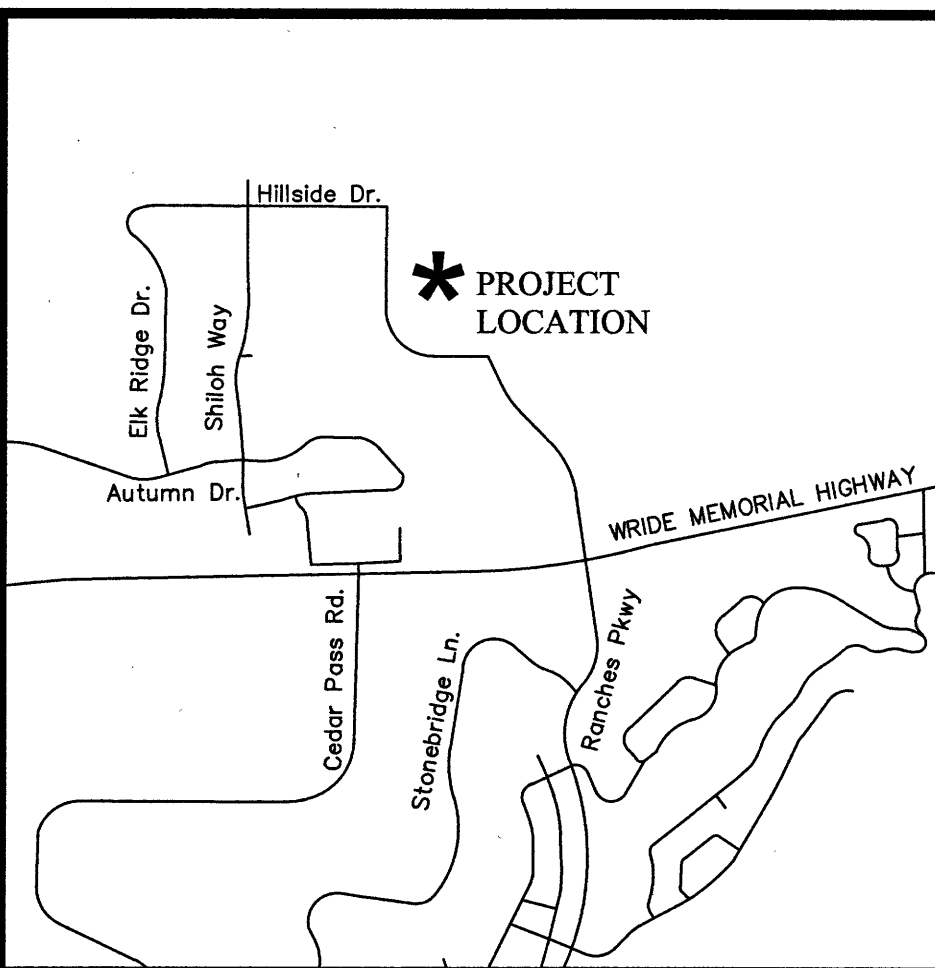 Hillside Dr.
PROJECT
LOCATION
Elk Ridge Dr.
Shiloh Way
Autumn Dr.
WRIDE MEMORIAL HIGHWAY
Cedar Pass Rd.
Stonebridge Ln.
Ranches Pkwy